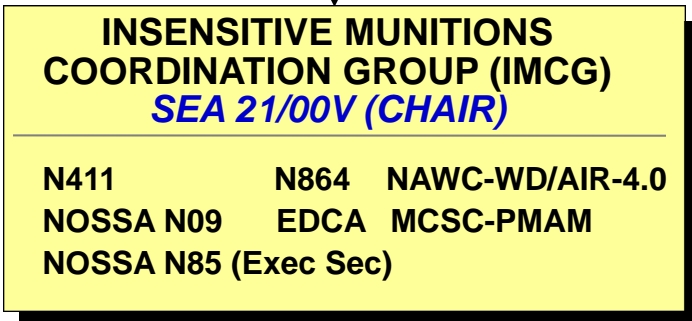 INSENSITIVE MUNITIONS
COORDINATION GROUP (IMCG)
SEA 21/00V (CHAIR)
N411 N864 NAWC-WD/AIR-4.0
NOSSA N09 EDCA MCSC-PMAM
NOSSA N85 (Exec Sec)